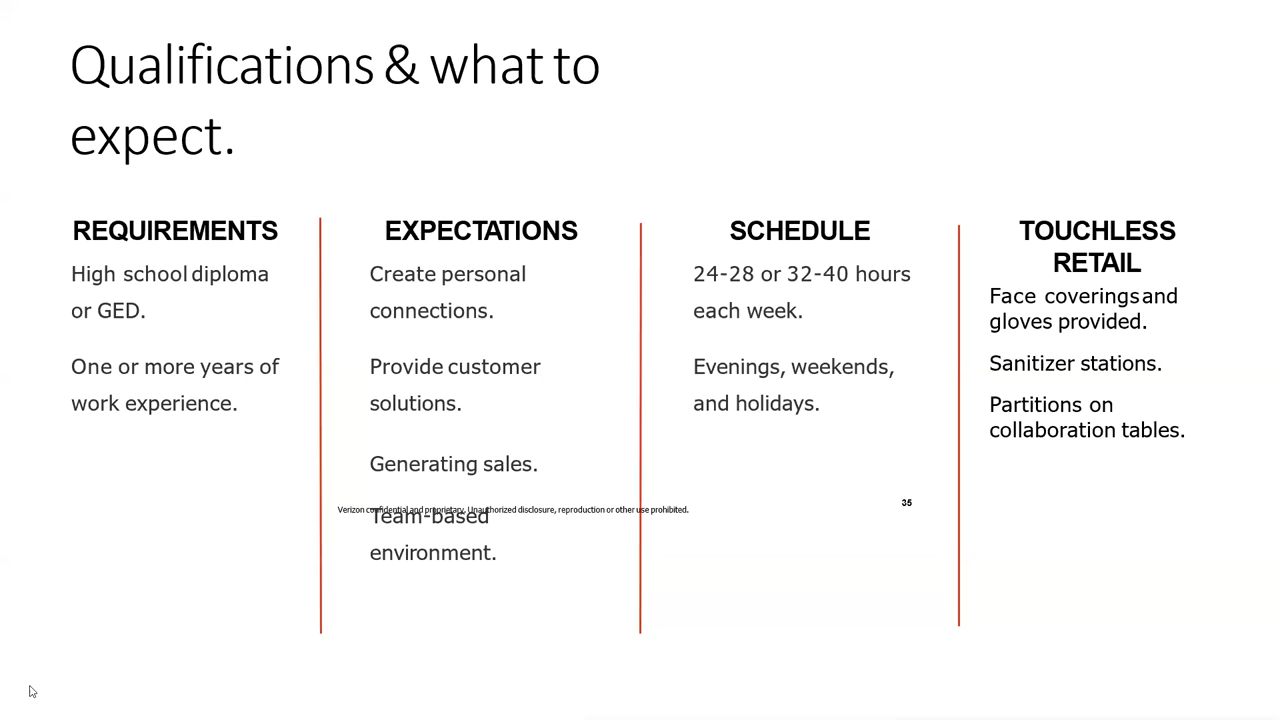 Qualifications & what to
expect.
REQUIREMENTS
High school diploma
or GED.
One or more years of
work experience.
EXPECTATIONS
Create personal
connections.
Provide customer
solutions.
Generating sales.
Team-based
environment.
SCHEDULE
24-28 or 32-40 hours
each week.
Evenings, weekends,
and holidays.
TOUCHLESS
RETAIL
Face coverings and
gloves provided.
Sanitizer stations.
Partitions on
collaboration tables.
Verizon confidential and proprietary. Unauthorized disclosure, reproduction or other use prohibited.
35